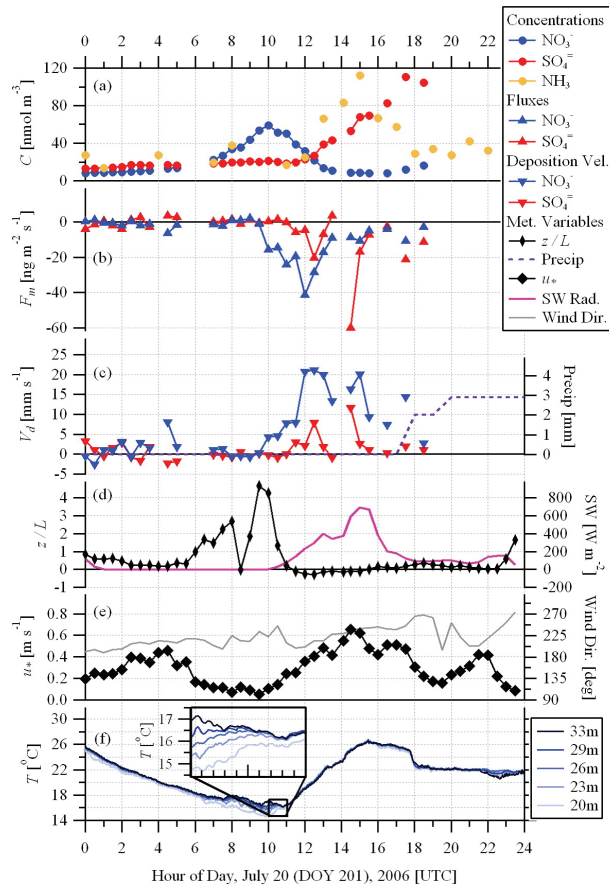 Concentrations
NO₃⁻
SO₄⁼
NH₃
Fluxes
NO₃⁻
SO₄⁼
Deposition Vel.
NO₃⁻
SO₄⁼
Met. Variables
z / L
Precip
u*
SW Rad.
Wind Dir.
0 2 4 6 8 10 12 14 16 18 20 22
(a)
C [nmol m⁻³]
120
80
40
0
(b)
Fₘ [ng m⁻² s⁻¹]
0
-20
-40
-60
(c)
V_d [mm s⁻¹]
25
20
15
10
5
0
-5
Precip [mm]
4
3
2
1
0
(d)
z / L
4
3
2
1
0
-1
SW [W m⁻²]
800
600
400
200
0
-200
(e)
u* [m s⁻¹]
0.8
0.6
0.4
0.2
0.0
Wind Dir. [deg]
270
225
180
135
90
(f)
T [°C]
30
26
22
18
14
T [°C]
17
16
15
33m
29m
26m
23m
20m
0 2 4 6 8 10 12 14 16 18 20 22 24
Hour of Day, July 20 (DOY 201), 2006 [UTC]